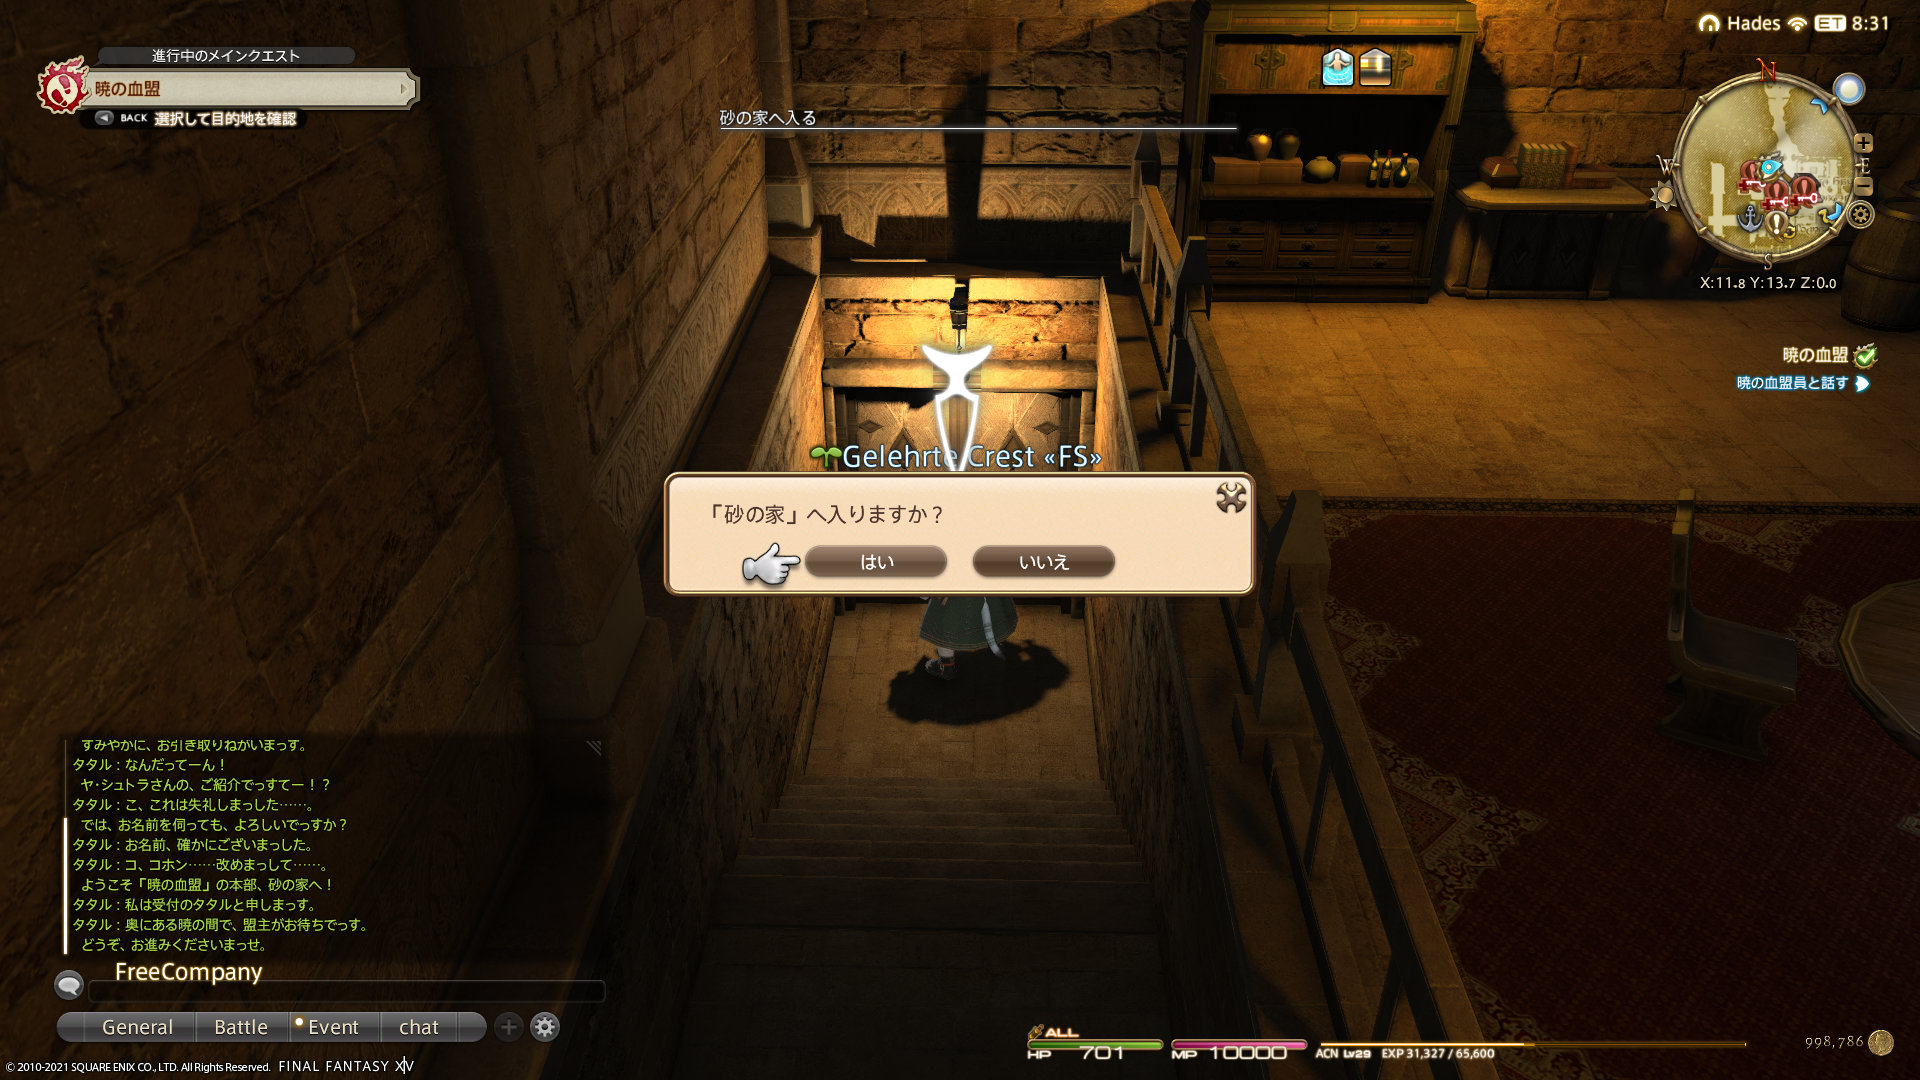 進行中のメインクエスト
暁の血盟
BACK 選択して目的地を確認
砂の家へ入る
Hades ET 8:31
N
W
E
S
X:11.8 Y:13.7 Z:0.0
暁の血盟
暁の血盟員と話す
Gelehrte Crest «FS»
「砂の家」へ入りますか？
はい
いいえ
すみやかに、お引き取りねがいまっす。
タタル：なんだってーん！
ヤ・シュトラさんの、ご紹介でっすてー！？
タタル：こ、これは失礼しまっした……。
では、お名前を伺っても、よろしいでっすか？
タタル：お名前、確かにございまっした。
タタル：コ、コホン……改めまっして……。
ようこそ「暁の血盟」の本部、砂の家へ！
タタル：私は受付のタタルと申しまっす。
タタル：奥にある暁の間で、盟主がお待ちでっす。
どうぞ、お進みくださいまっせ。
FreeCompany
General Battle Event chat
ALL
HP 701 MP 10000 ACN Lv29 EXP 31,327 / 65,600
998,786
© 2010-2021 SQUARE ENIX CO., LTD. All Rights Reserved. FINAL FANTASY XIV